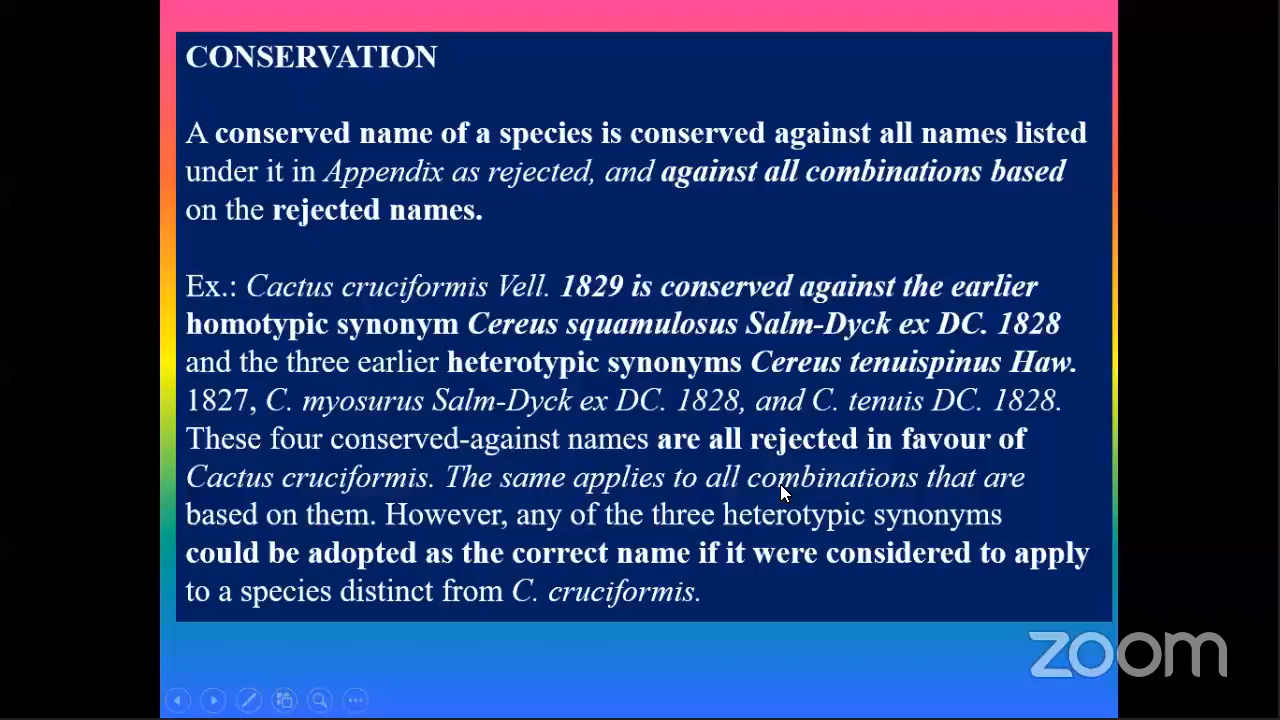 CONSERVATION
A conserved name of a species is conserved against all names listed
under it in Appendix as rejected, and against all combinations based
on the rejected names.
Ex.: Cactus cruciformis Vell. 1829 is conserved against the earlier
homotypic synonym Cereus squamulosus Salm-Dyck ex DC. 1828
and the three earlier heterotypic synonyms Cereus tenuispinus Haw.
1827, C. myosurus Salm-Dyck ex DC. 1828, and C. tenuis DC. 1828.
These four conserved-against names are all rejected in favour of
Cactus cruciformis. The same applies to all combinations that are
based on them. However, any of the three heterotypic synonyms
could be adopted as the correct name if it were considered to apply
to a species distinct from C. cruciformis.
zoom